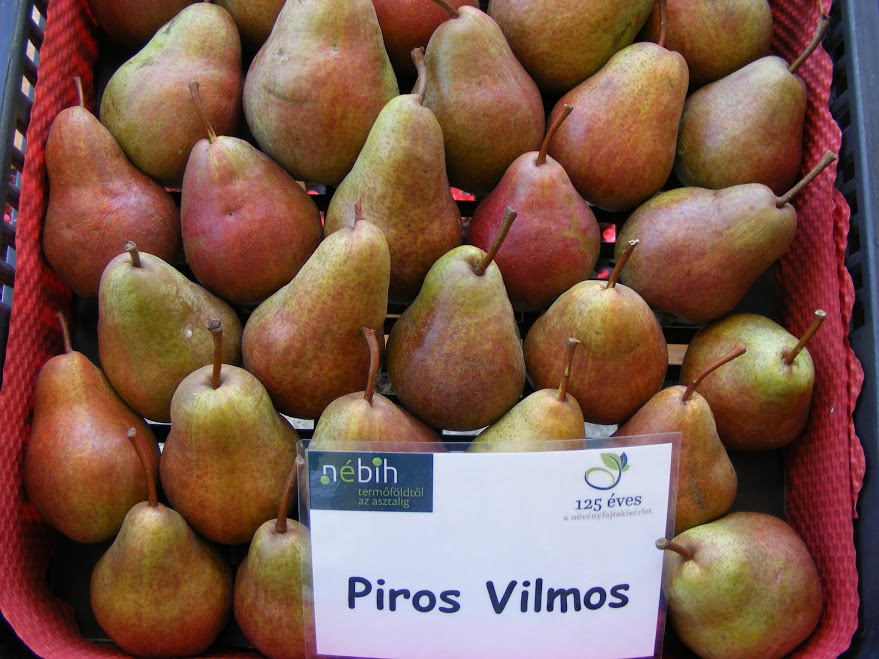 nébih
termőföldtől
az asztalig
125 éves
a növényfajtakísérlet
Piros Vilmos